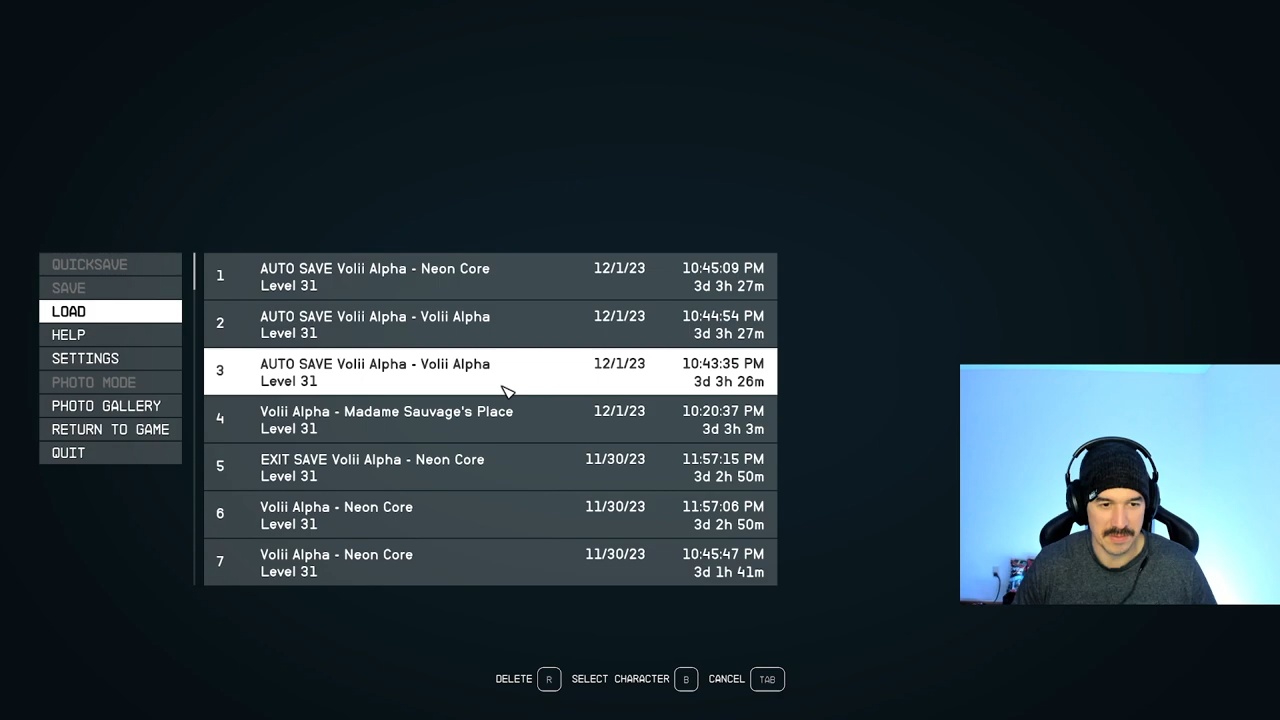 QUICKSAVE
SAVE
LOAD
HELP
SETTINGS
PHOTO MODE
PHOTO GALLERY
RETURN TO GAME
QUIT
1 AUTO SAVE Volii Alpha - Neon Core 12/1/23 10:45:09 PM
Level 31 3d 3h 27m
2 AUTO SAVE Volii Alpha - Volii Alpha 12/1/23 10:44:54 PM
Level 31 3d 3h 27m
3 AUTO SAVE Volii Alpha - Volii Alpha 12/1/23 10:43:35 PM
Level 31 3d 3h 26m
4 Volii Alpha - Madame Sauvage's Place 12/1/23 10:20:37 PM
Level 31 3d 3h 3m
5 EXIT SAVE Volii Alpha - Neon Core 11/30/23 11:57:15 PM
Level 31 3d 2h 50m
6 Volii Alpha - Neon Core 11/30/23 11:57:06 PM
Level 31 3d 2h 50m
7 Volii Alpha - Neon Core 11/30/23 10:45:47 PM
Level 31 3d 1h 41m
DELETE R SELECT CHARACTER B CANCEL TAB